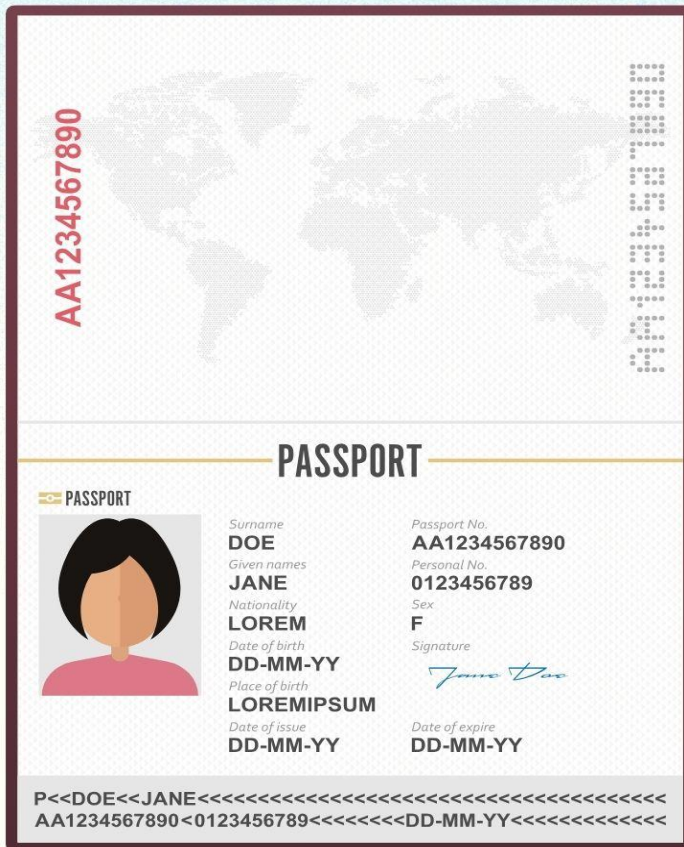 AA1234567890
AA1234567890
PASSPORT
PASSPORT
Surname
DOE
Given names
JANE
Nationality
LOREM
Date of birth
DD-MM-YY
Place of birth
LOREMIPSUM
Date of issue
DD-MM-YY
Passport No.
AA1234567890
Personal No.
0123456789
Sex
F
Signature
Jane Doe
Date of expire
DD-MM-YY
P<<DOE<<JANE<<<<<<<<<<<<<<<<<<<<<<<<<<<<<<<<<<<<<<<
AA1234567890<0123456789<<<<<<<<DD-MM-YY<<<<<<<<<<<<<